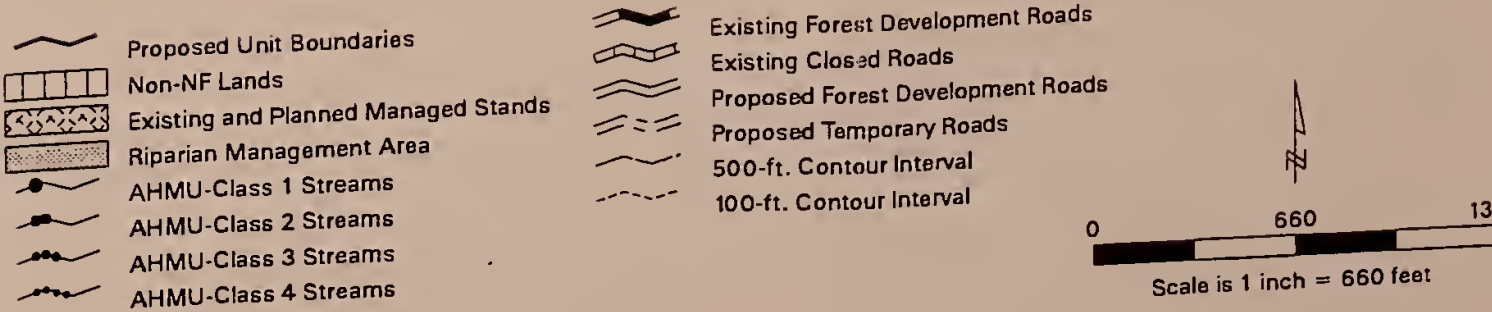 Proposed Unit Boundaries
Non-NF Lands
Existing and Planned Managed Stands
Riparian Management Area
AHMU-Class 1 Streams
AHMU-Class 2 Streams
AHMU-Class 3 Streams
AHMU-Class 4 Streams
Existing Forest Development Roads
Existing Closed Roads
Proposed Forest Development Roads
Proposed Temporary Roads
500-ft. Contour Interval
100-ft. Contour Interval
N
0 660 13
Scale is 1 inch = 660 feet